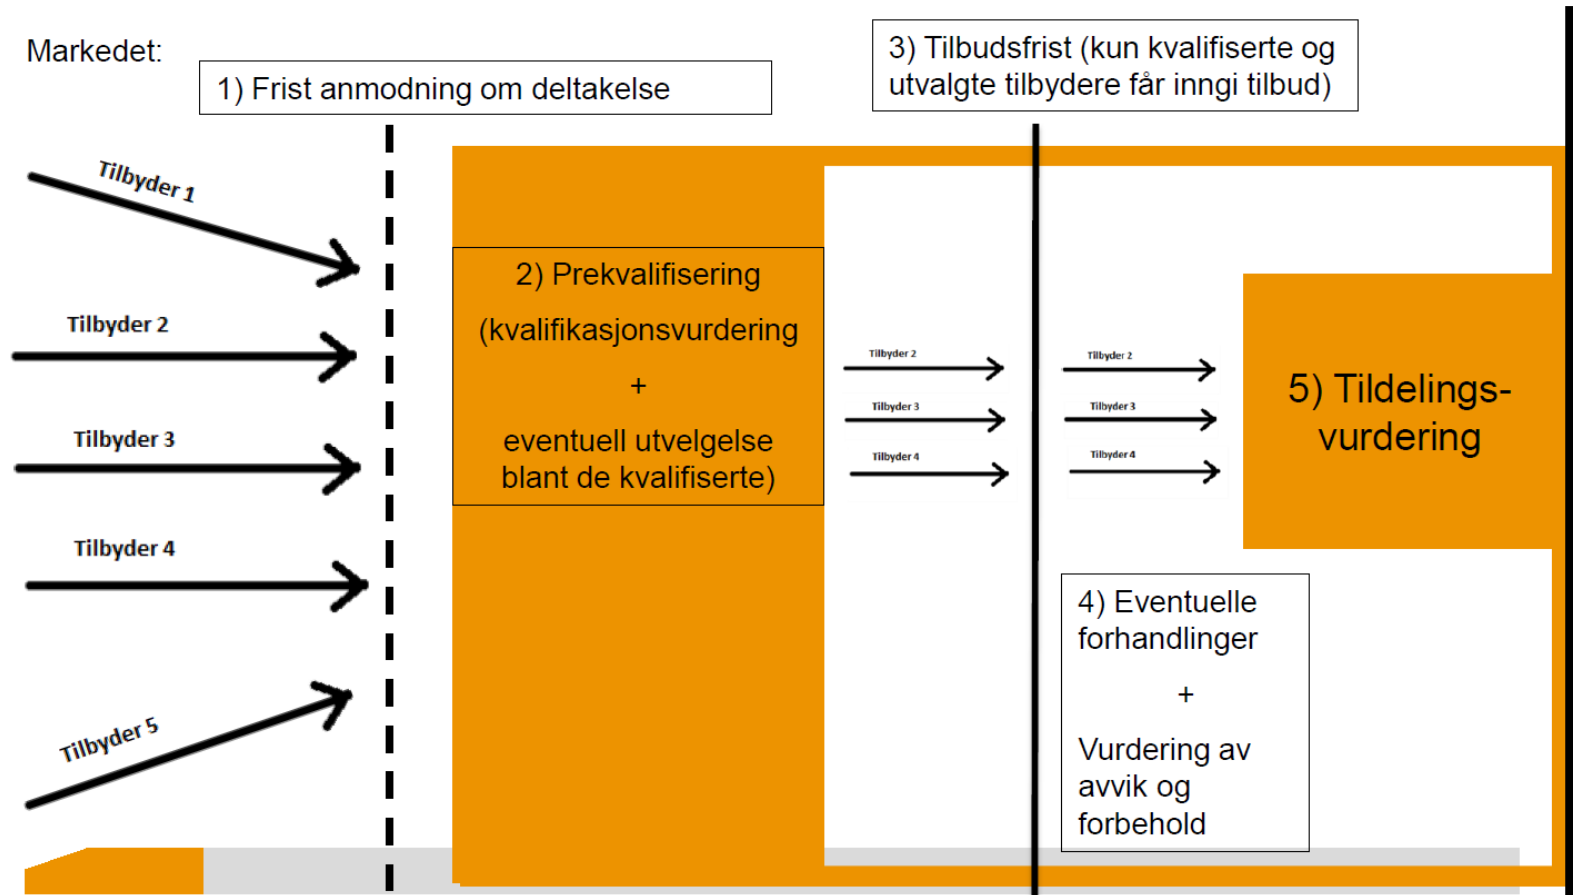 Markedet:
1) Frist anmodning om deltakelse
3) Tilbudsfrist (kun kvalifiserte og
utvalgte tilbydere får inngi tilbud)
Tilbyder 1
Tilbyder 2
Tilbyder 3
Tilbyder 4
Tilbyder 5
2) Prekvalifisering
(kvalifikasjonsvurdering
+
eventuell utvelgelse
blant de kvalifiserte)
Tilbyder 2
Tilbyder 3
Tilbyder 4
Tilbyder 2
Tilbyder 3
Tilbyder 4
4) Eventuelle
forhandlinger
+
Vurdering av
avvik og
forbehold
5) Tildelings-
vurdering